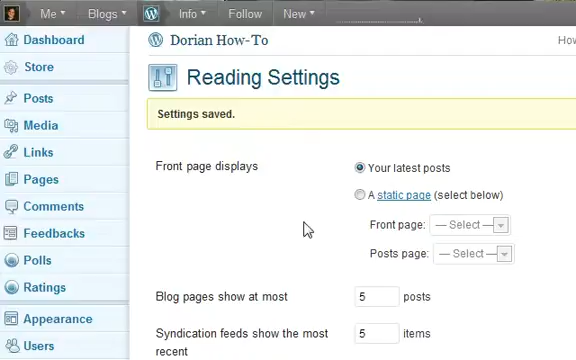 Me Blogs Info Follow New
Dashboard
Store
Posts
Media
Links
Pages
Comments
Feedbacks
Polls
Ratings
Appearance
Users
Dorian How-To
How
Reading Settings
Settings saved.
Front page displays
Your latest posts
A static page (select below)
Front page: — Select —
Posts page: — Select —
Blog pages show at most 5 posts
Syndication feeds show the most 5 items
recent